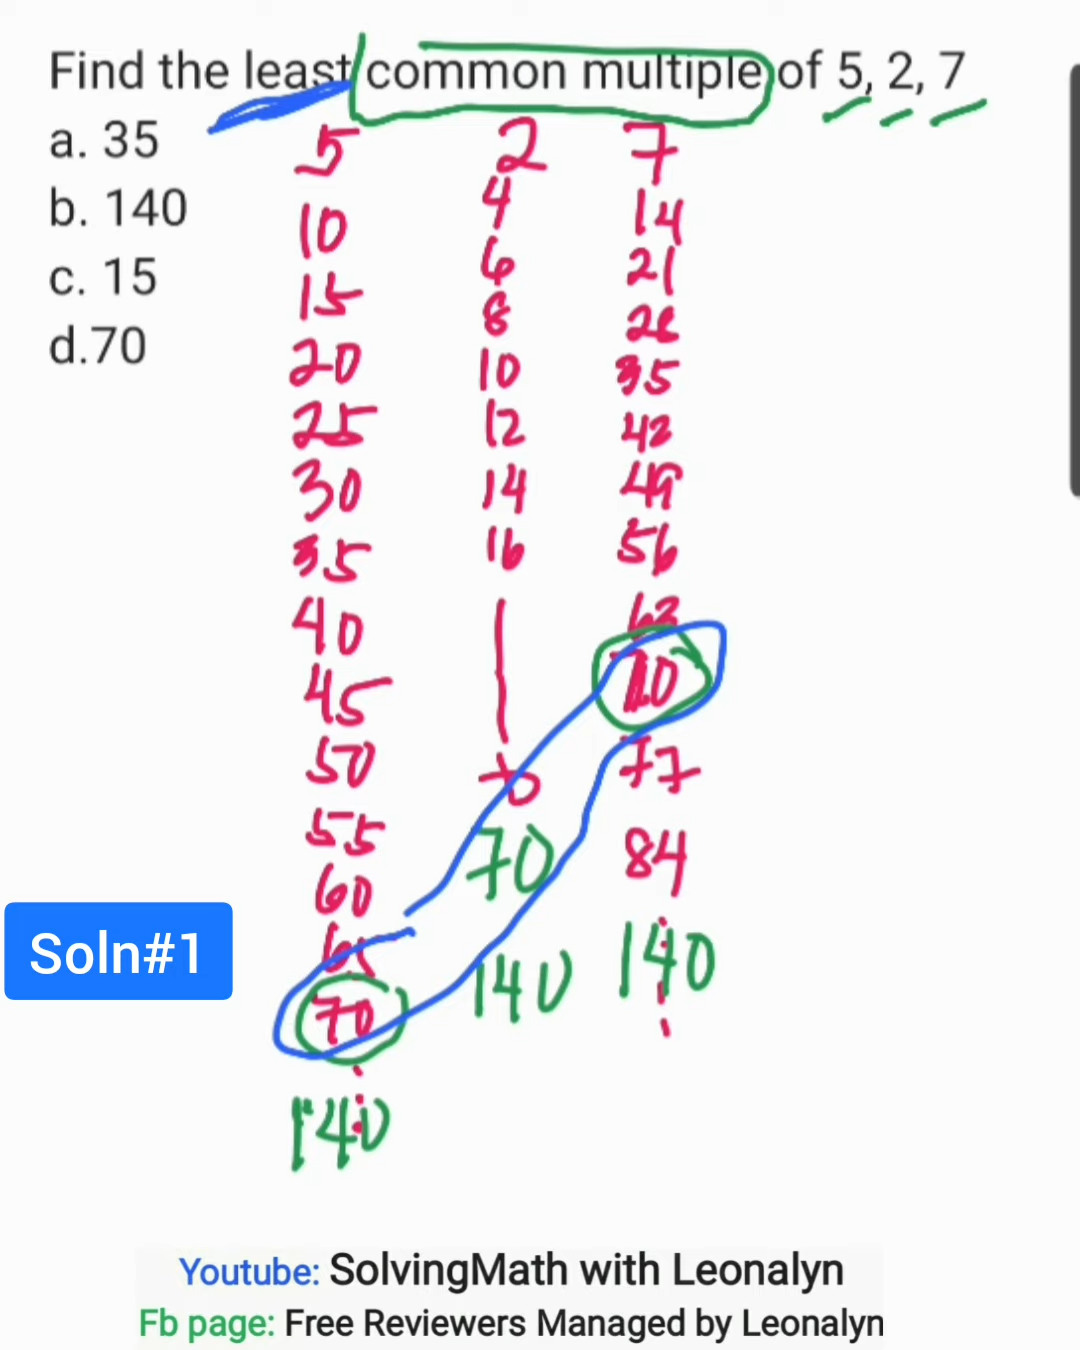 Find the least common multiple of 5, 2, 7
a. 35
b. 140
c. 15
d.70
5 2 7
10 4 14
15 6 21
20 8 28
25 10 35
30 12 42
35 14 49
40 16 56
45 63
50 70
55 77
60 70 84
65 140 140
70
140
Soln#1
Youtube: SolvingMath with Leonalyn
Fb page: Free Reviewers Managed by Leonalyn